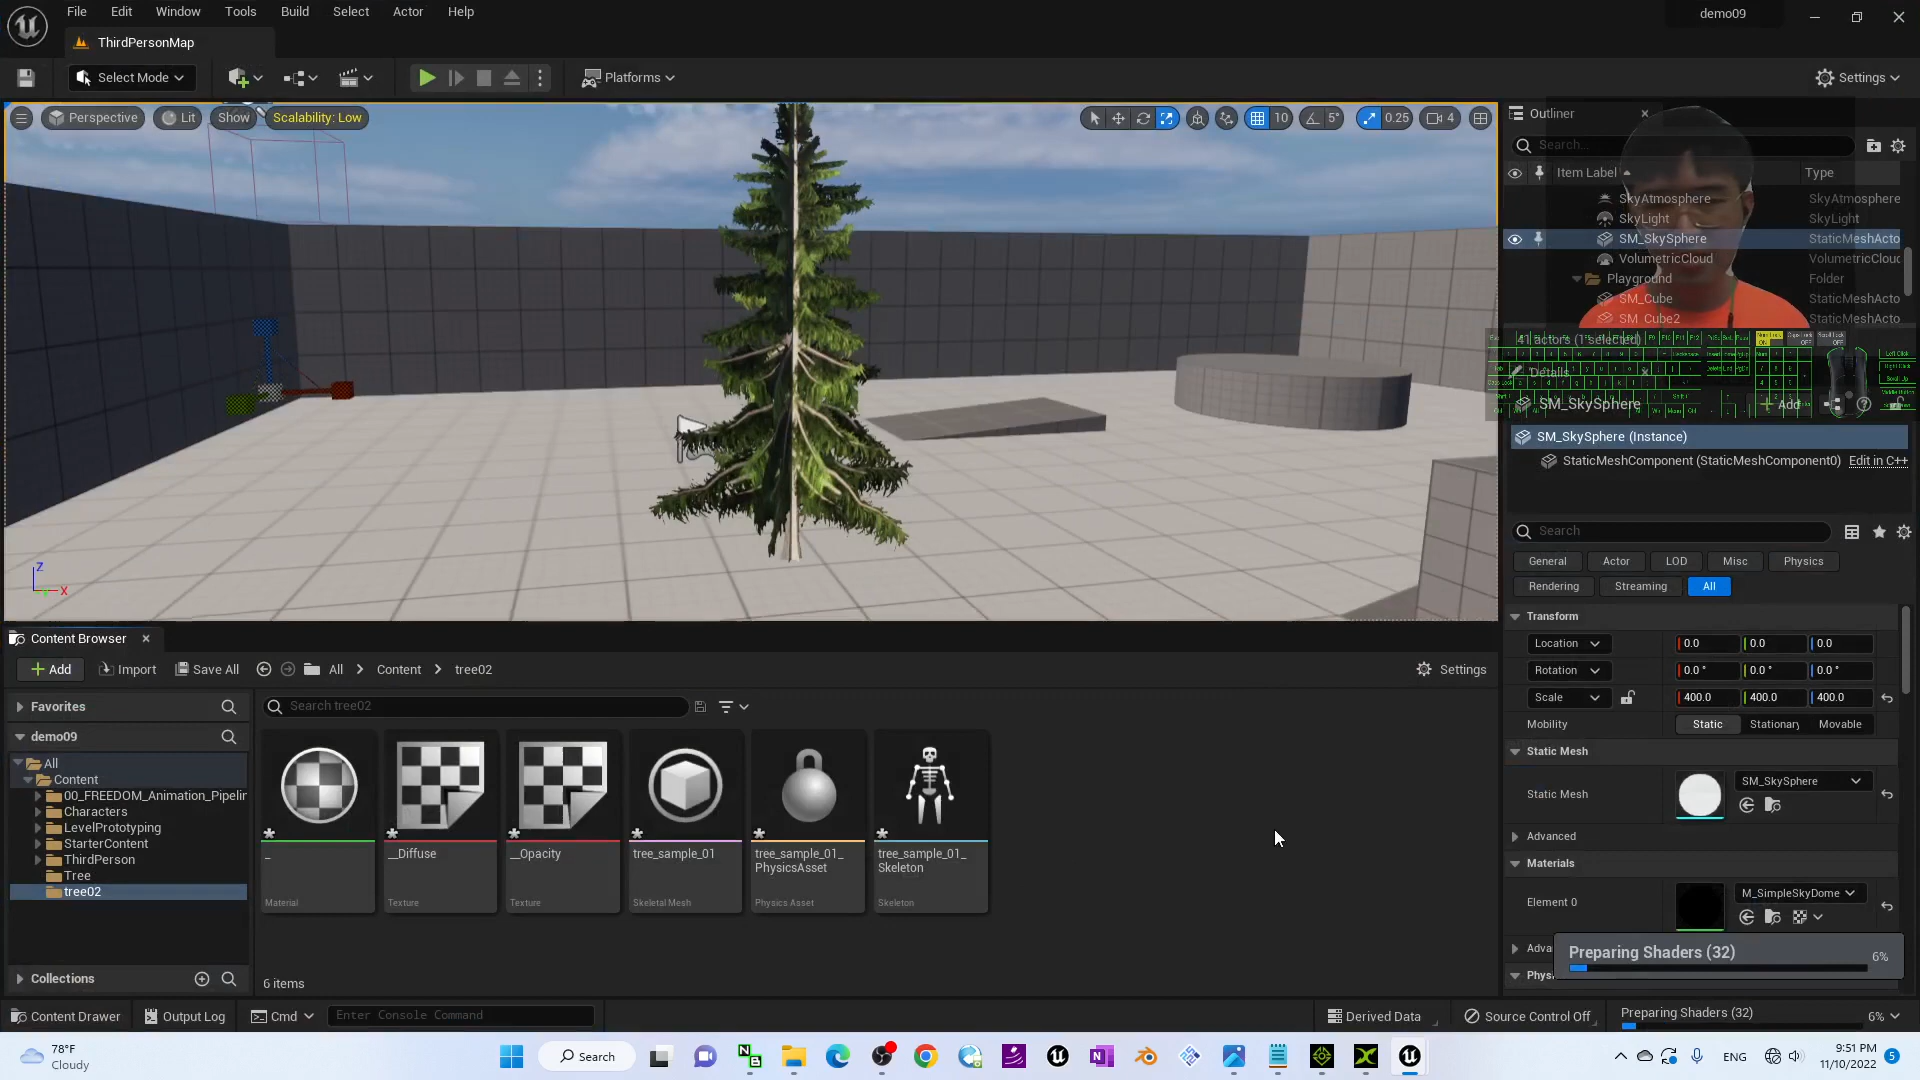 File Edit Window Tools Build Select Actor Help
demo09
ThirdPersonMap
Select Mode
Platforms
Settings
Perspective
Lit
Show
Scalability: Low
10
5°
0.25
4
Outliner
Search...
Item Label
Type
SkyAtmosphere SkyAtmosphere
SkyLight SkyLight
SM_SkySphere StaticMeshActo
VolumetricCloud VolumetricCloud
Playground Folder
SM_Cube StaticMeshActo
SM_Cube2 StaticMeshActo
41 actors (1 selected)
Details
SM_SkySphere
Add
SM_SkySphere (Instance)
StaticMeshComponent (StaticMeshComponent0) Edit in C++
Search
General Actor LOD Misc Physics
Rendering Streaming All
Transform
Location 0.0 0.0 0.0
Rotation 0.0 ° 0.0 ° 0.0 °
Scale 400.0 400.0 400.0
Mobility Static Stationary Movable
Static Mesh
Static Mesh SM_SkySphere
Advanced
Materials
Element 0 M_SimpleSkyDome
Adva
Physi
Preparing Shaders (32) 6%
Z
X
Content Browser
Add Import Save All All Content tree02 Settings
Favorites
Search tree02
demo09
All
Content
00_FREEDOM_Animation_Pipelin
Characters
LevelPrototyping
StarterContent
ThirdPerson
Tree
tree02
Collections
_
Material
__Diffuse
Texture
__Opacity
Texture
tree_sample_01
Skeletal Mesh
tree_sample_01_
PhysicsAsset
Physics Asset
tree_sample_01_
Skeleton
Skeleton
6 items
Content Drawer Output Log Cmd Enter Console Command Derived Data Source Control Off Preparing Shaders (32) 6%
78°F
Cloudy
Search
ENG
9:51 PM
11/10/2022
5